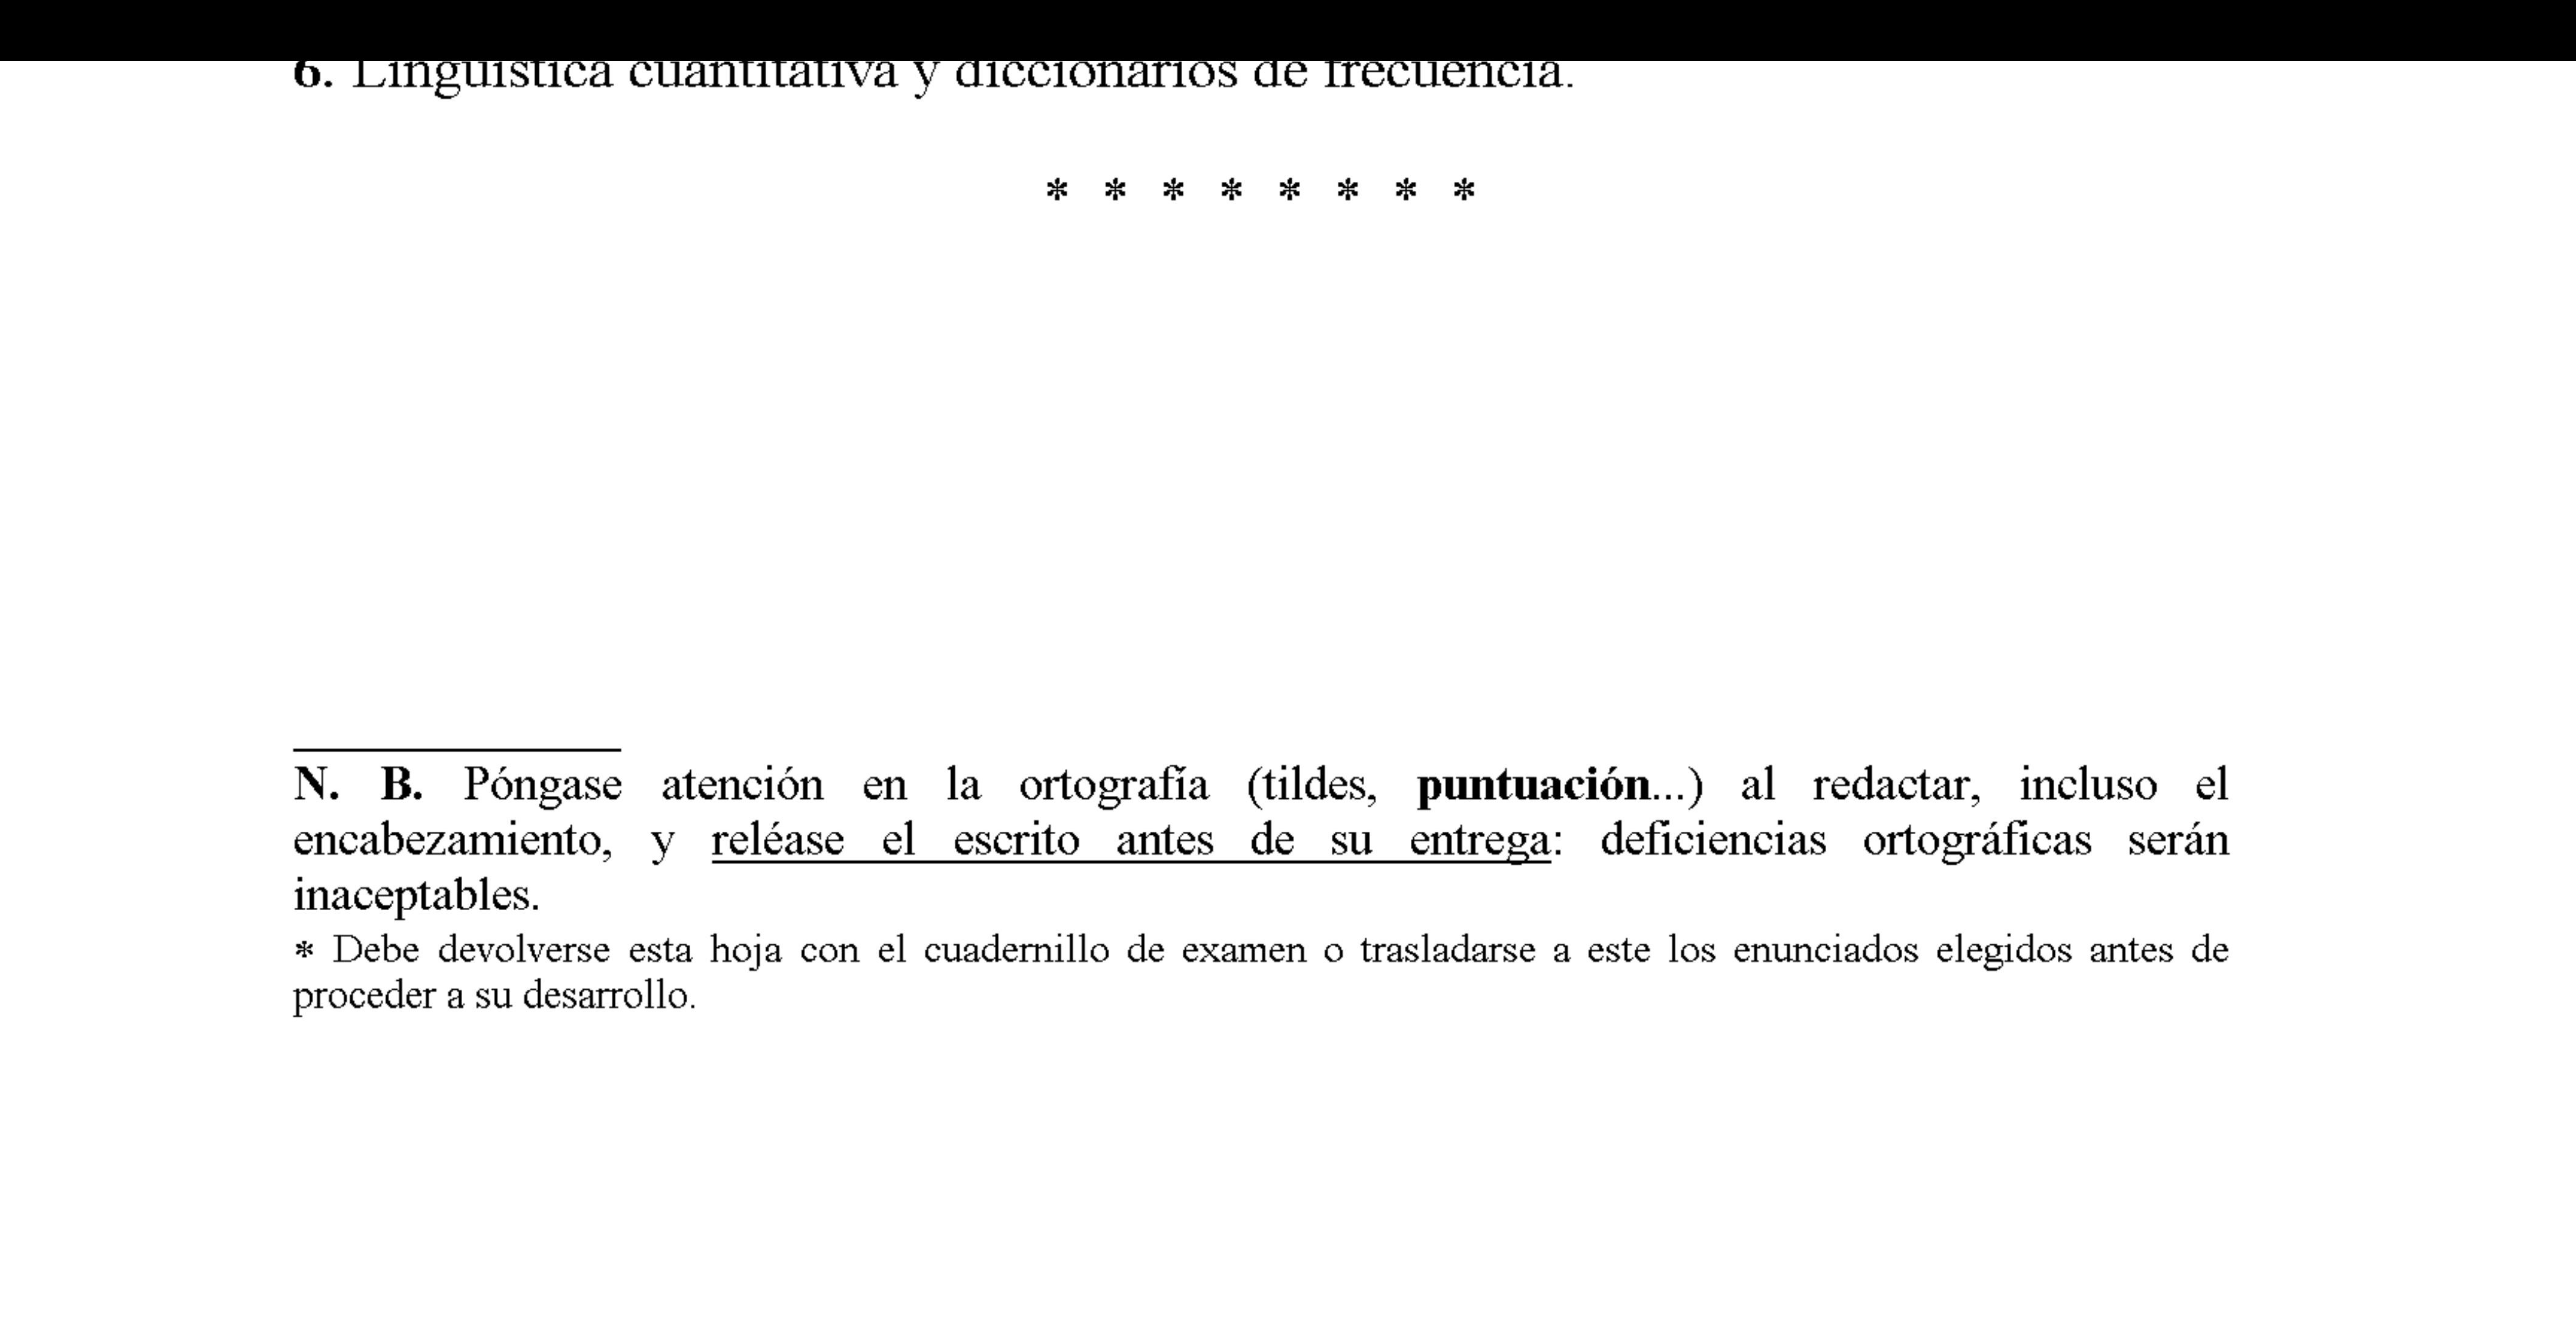 6. Lingüística cuantitativa y diccionarios de frecuencia.
* * * * * * * *
N. B. Póngase atención en la ortografía (tildes, puntuación...) al redactar, incluso el
encabezamiento, y reléase el escrito antes de su entrega: deficiencias ortográficas serán
inaceptables.
* Debe devolverse esta hoja con el cuadernillo de examen o trasladarse a este los enunciados elegidos antes de
proceder a su desarrollo.